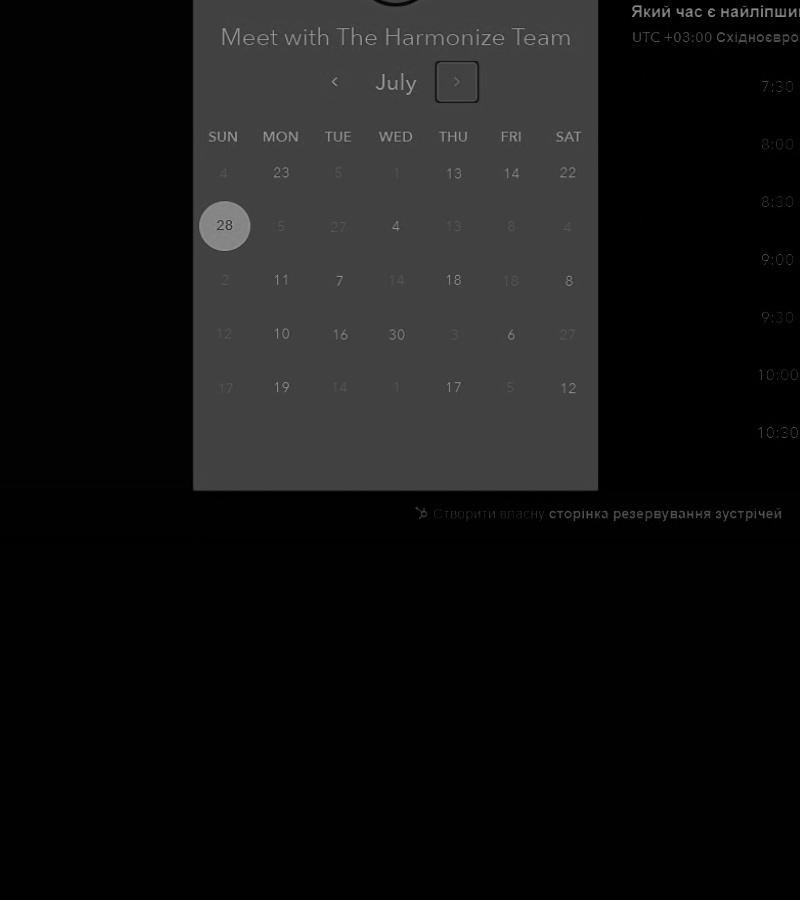 Meet with The Harmonize Team
July
SUN MON TUE WED THU FRI SAT
4 23 5 1 13 14 22
28 5 27 4 13 8 4
2 11 7 14 18 18 8
12 10 16 30 3 6 27
17 19 14 1 17 5 12
Який час є
UTC +03:00
7:30
8:00
8:30
9:00
9:30
10:00
10:30
Створити власну сторінка резервування зустрічей